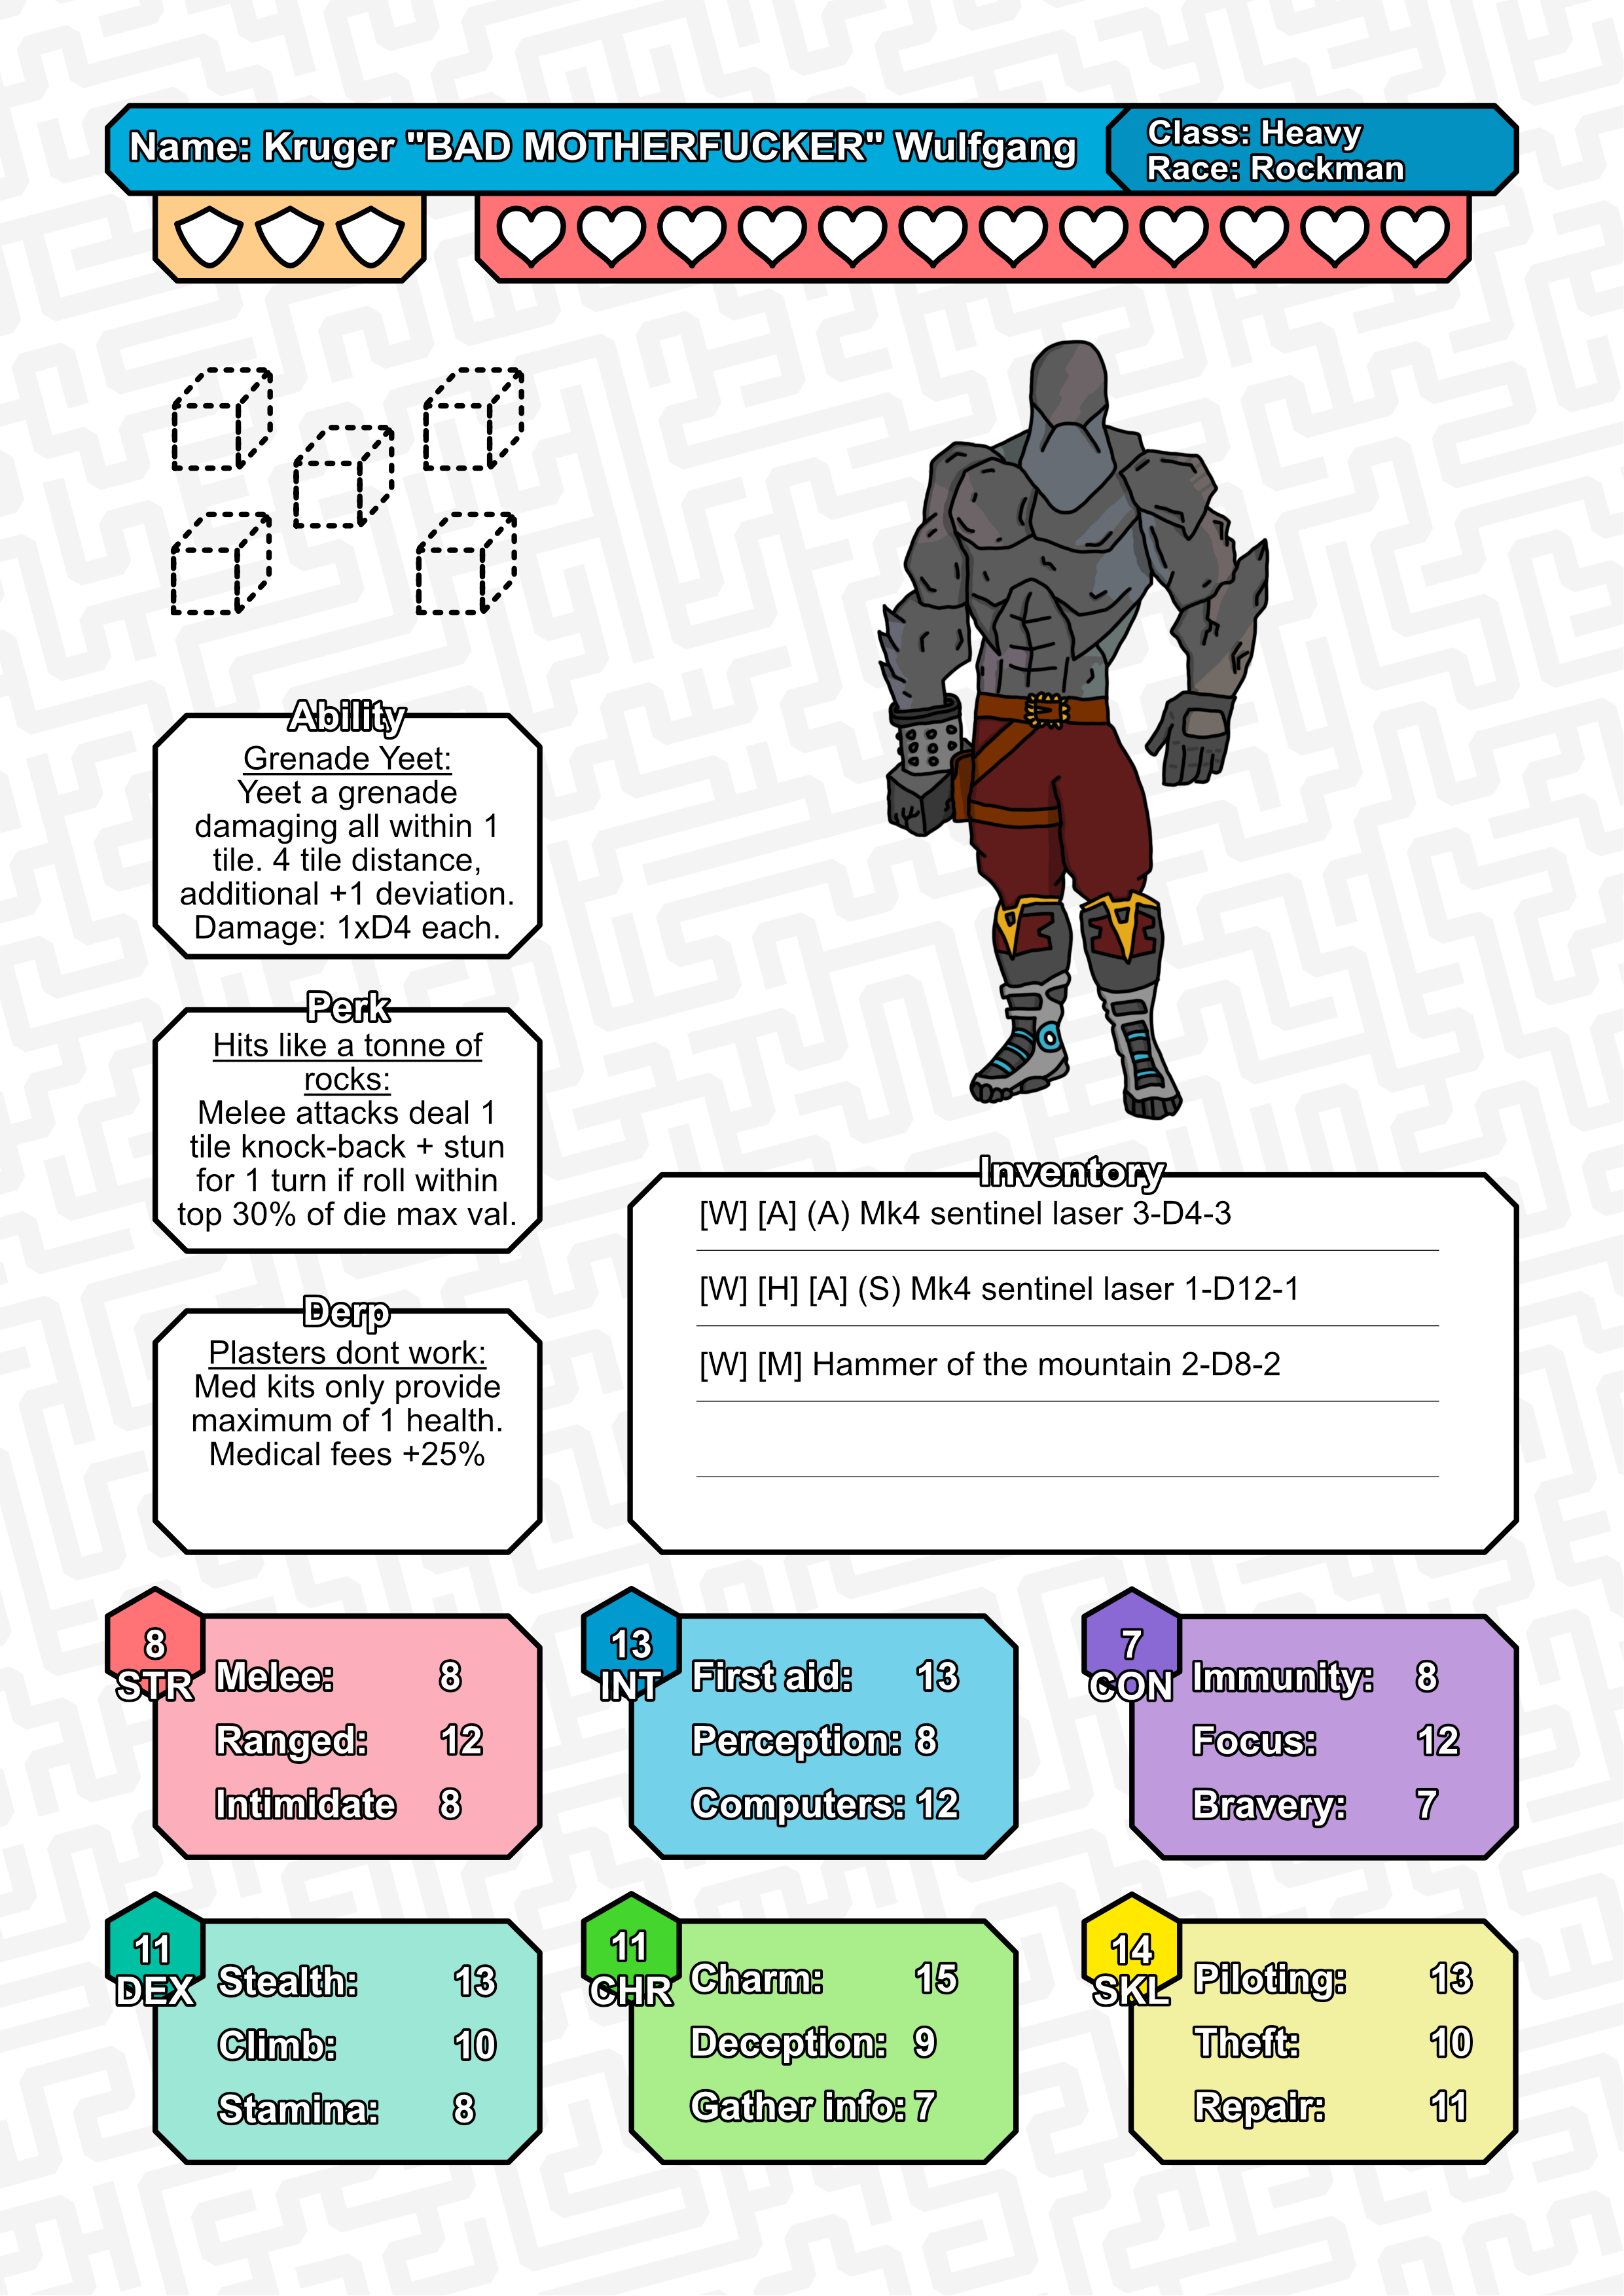 Name: Kruger "BAD MOTHERFUCKER" Wulfgang
Class: Heavy
Race: Rockman
Ability
Grenade Yeet:
Yeet a grenade
damaging all within 1
tile. 4 tile distance,
additional +1 deviation.
Damage: 1xD4 each.
Perk
Hits like a tonne of
rocks:
Melee attacks deal 1
tile knock-back + stun
for 1 turn if roll within
top 30% of die max val.
Derp
Plasters dont work:
Med kits only provide
maximum of 1 health.
Medical fees +25%
Inventory
[W] [A] (A) Mk4 sentinel laser 3-D4-3
[W] [H] [A] (S) Mk4 sentinel laser 1-D12-1
[W] [M] Hammer of the mountain 2-D8-2
8
STR
Melee: 8
Ranged: 12
Intimidate 8
13
INT
First aid: 13
Perception: 8
Computers: 12
7
CON
Immunity: 8
Focus: 12
Bravery: 7
11
DEX
Stealth: 13
Climb: 10
Stamina: 8
11
CHR
Charm: 15
Deception: 9
Gather info: 7
14
SKL
Piloting: 13
Theft: 10
Repair: 11